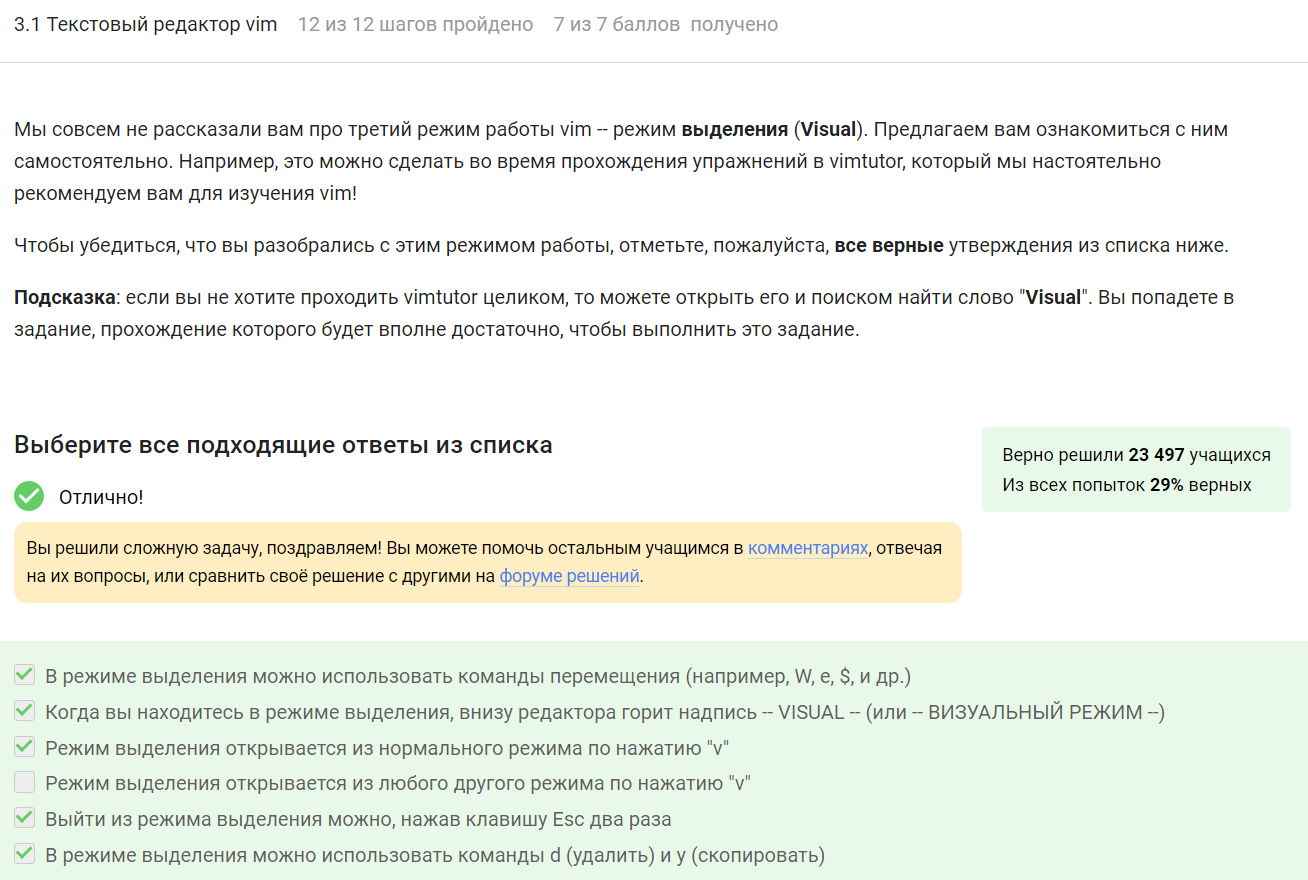 3.1 Текстовый редактор vim 12 из 12 шагов пройдено 7 из 7 баллов получено
Мы совсем не рассказали вам про третий режим работы vim -- режим выделения (Visual). Предлагаем вам ознакомиться с ним
самостоятельно. Например, это можно сделать во время прохождения упражнений в vimtutor, который мы настоятельно
рекомендуем вам для изучения vim!
Чтобы убедиться, что вы разобрались с этим режимом работы, отметьте, пожалуйста, все верные утверждения из списка ниже.
Подсказка: если вы не хотите проходить vimtutor целиком, то можете открыть его и поиском найти слово "Visual". Вы попадете в
задание, прохождение которого будет вполне достаточно, чтобы выполнить это задание.
Выберите все подходящие ответы из списка
Верно решили 23 497 учащихся
Из всех попыток 29% верных
Отлично!
Вы решили сложную задачу, поздравляем! Вы можете помочь остальным учащимся в комментариях, отвечая
на их вопросы, или сравнить своё решение с другими на форуме решений.
В режиме выделения можно использовать команды перемещения (например, W, e, $, и др.)
Когда вы находитесь в режиме выделения, внизу редактора горит надпись -- VISUAL -- (или -- ВИЗУАЛЬНЫЙ РЕЖИМ --)
Режим выделения открывается из нормального режима по нажатию "v"
Режим выделения открывается из любого другого режима по нажатию "v"
Выйти из режима выделения можно, нажав клавишу Esc два раза
В режиме выделения можно использовать команды d (удалить) и y (скопировать)